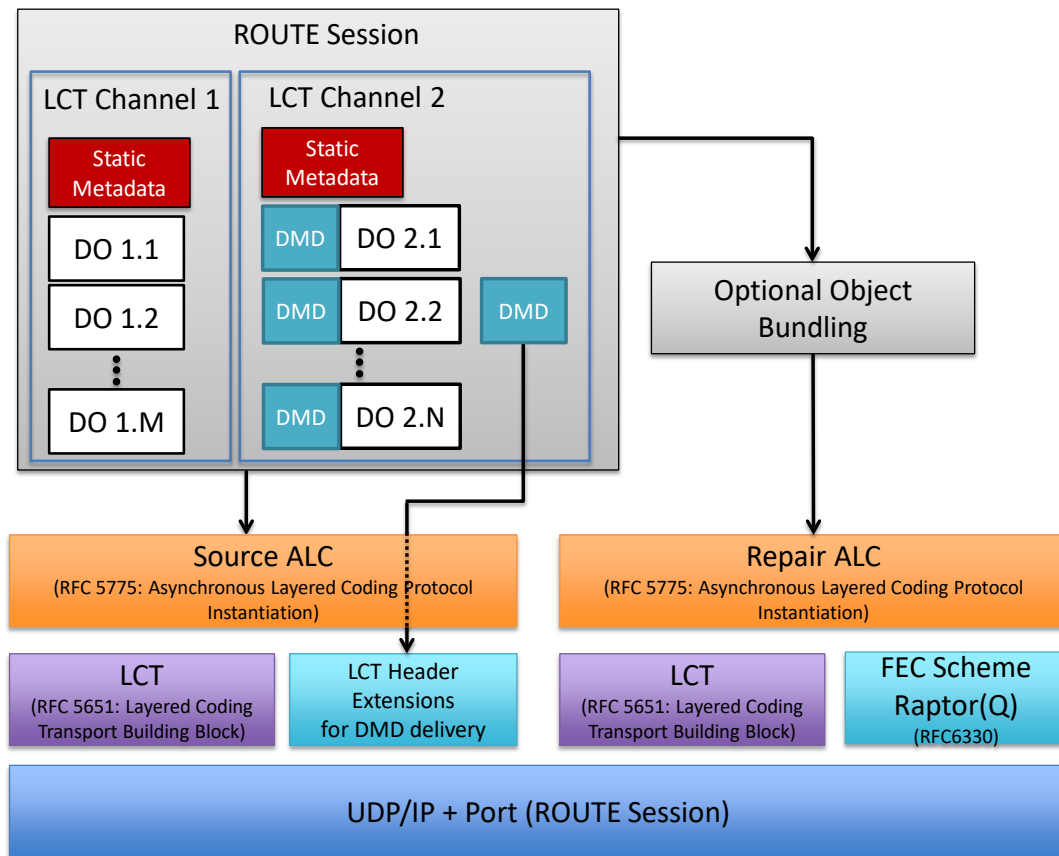 ROUTE Session
LCT Channel 1
Static
Metadata
DO 1.1
DO 1.2
DO 1.M
LCT Channel 2
Static
Metadata
DMD
DO 2.1
DMD
DO 2.2
DMD
DMD
DO 2.N
Optional Object
Bundling
Source ALC
(RFC 5775: Asynchronous Layered Coding Protocol
Instantiation)
Repair ALC
(RFC 5775: Asynchronous Layered Coding Protocol
Instantiation)
LCT
(RFC 5651: Layered Coding
Transport Building Block)
LCT Header
Extensions
for DMD delivery
LCT
(RFC 5651: Layered Coding
Transport Building Block)
FEC Scheme
Raptor(Q)
(RFC6330)
UDP/IP + Port (ROUTE Session)